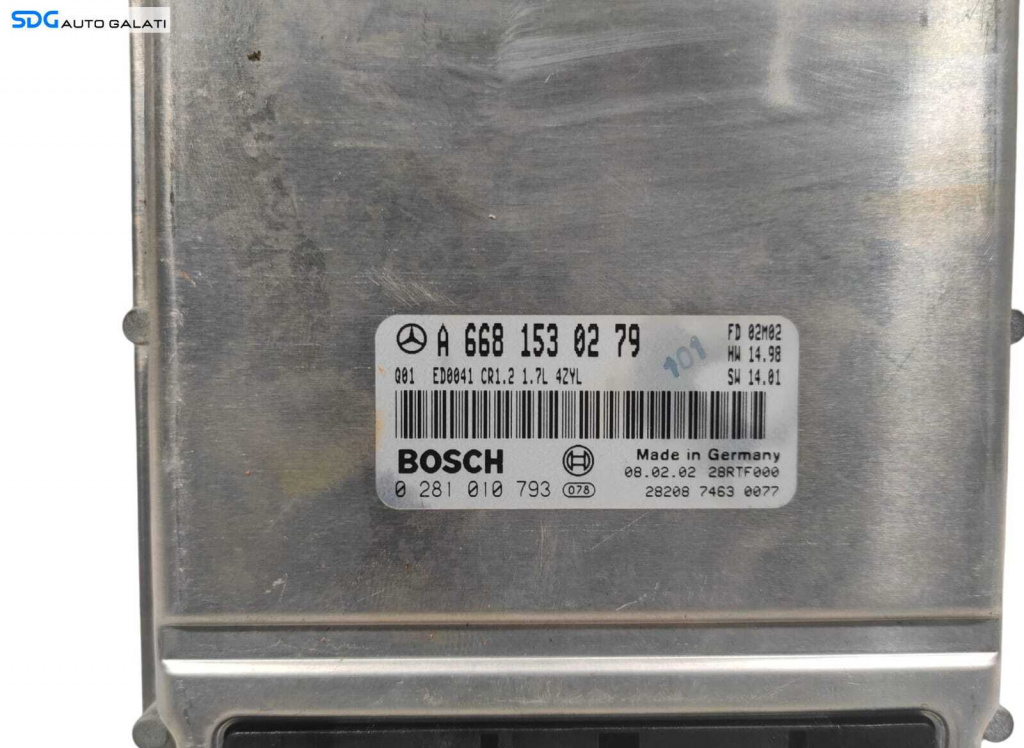 SDG AUTO GALATI
A 668 153 02 79
FD 02M02
HW 14.98
Q01 ED0041 CR1.2 1.7L 4ZYL
SW 14.01
101
BOSCH
Made in Germany
08.02.02 28RTF000
0 281 010 793 078
28208 7463 0077